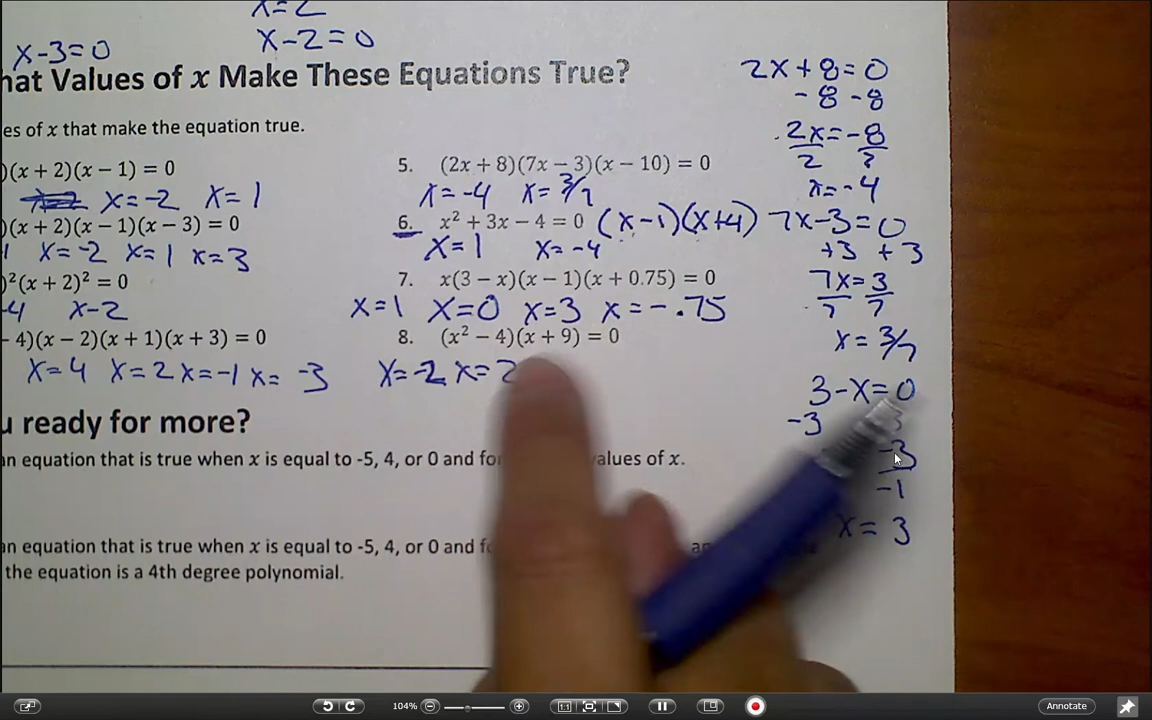 x=2
x-3=0
x-2=0
hat Values of x Make These Equations True?
es of x that make the equation true.
)(x + 2)(x − 1) = 0
x=-2 x=1
)(x + 2)(x − 1)(x − 3) = 0
x=-2 x=1 x=3
)²(x + 2)² = 0
-4 x-2
- 4)(x − 2)(x + 1)(x + 3) = 0
x=4 x=2 x=-1 x= -3
5. (2x + 8)(7x − 3)(x − 10) = 0
x=-4 x=3/7
6. x² + 3x − 4 = 0 (x-1)(x+4)
x=1 x=-4
7. x(3 − x)(x − 1)(x + 0.75) = 0
x=1 x=0 x=3 x=-.75
8. (x² − 4)(x + 9) = 0
x=-2 x=2
2x+8=0
-8 -8
2x=-8
2 2
x=-4
7x-3=0
+3 +3
7x=3
7 7
x=3/7
3-x=0
-3
-3
-1
x=3
u ready for more?
an equation that is true when x is equal to -5, 4, or 0 and for values of x.
an equation that is true when x is equal to -5, 4, or 0 and
the equation is a 4th degree polynomial.
104%
1:1
Annotate